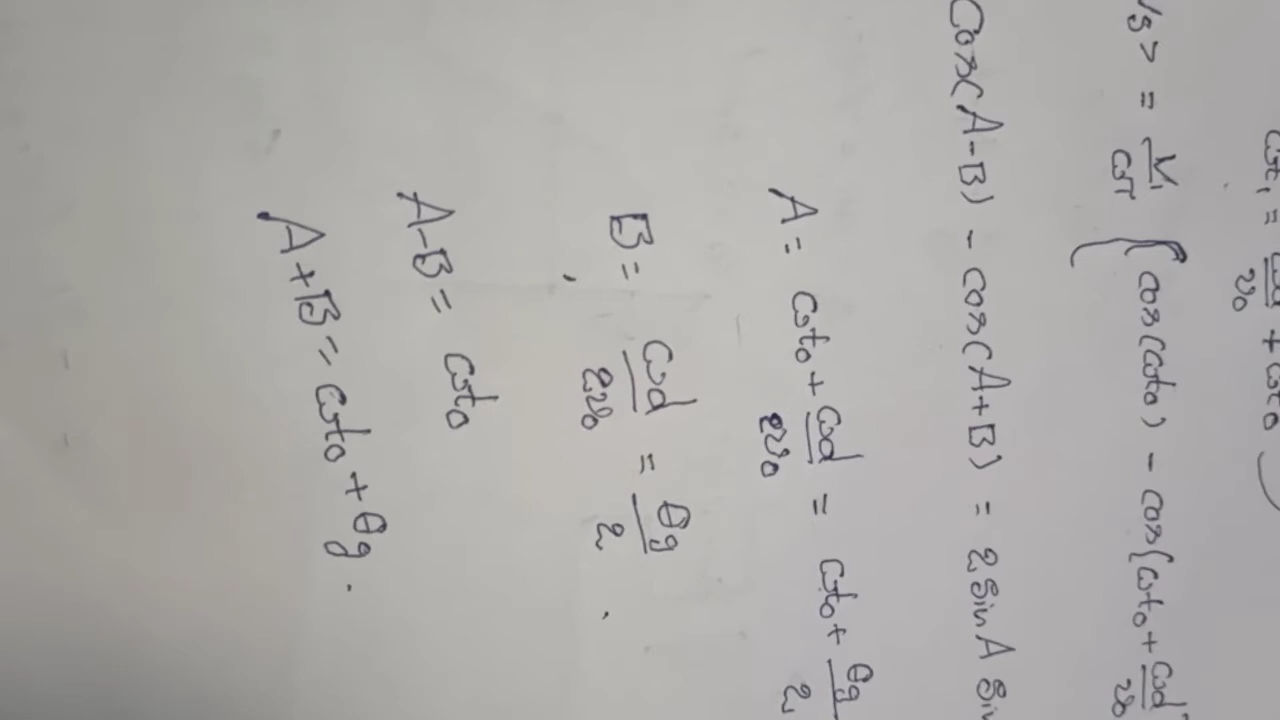 ωt₁ = ωd/v₀ + ωt₀
Vs> = V₁/ωτ { cos(ωt₀) - cos(ωt₀ + ωd/v₀
Cos(A-B) - cos(A+B) = 2 sin A sin
A = ωt₀ + ωd/2v₀ = ωt₀ + θg/2
B = ωd/2v₀ = θg/2 .
A-B = ωt₀
A+B = ωt₀ + θg .